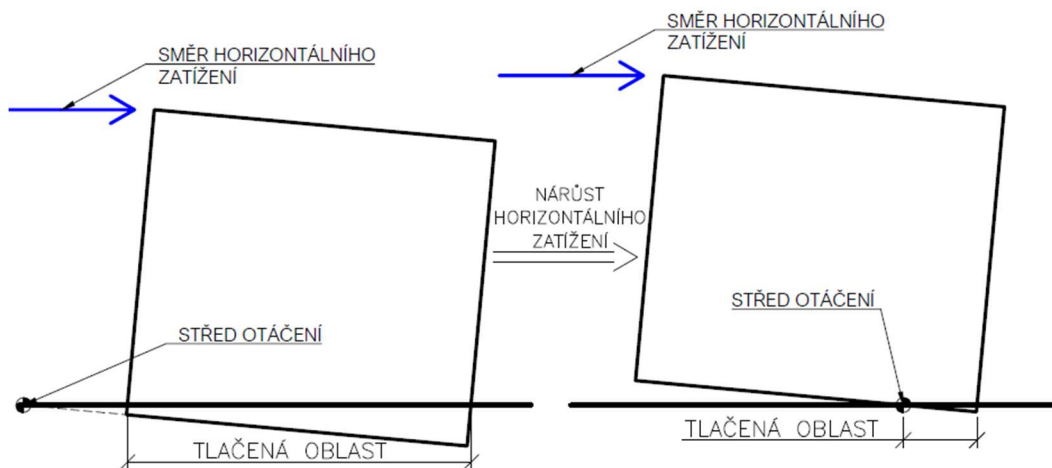 SMĚR HORIZONTÁLNÍHO
ZATÍŽENÍ
STŘED OTÁČENÍ
TLAČENÁ OBLAST
NÁRŮST
HORIZONTÁLNÍHO
ZATÍŽENÍ
SMĚR HORIZONTÁLNÍHO
ZATÍŽENÍ
STŘED OTÁČENÍ
TLAČENÁ OBLAST